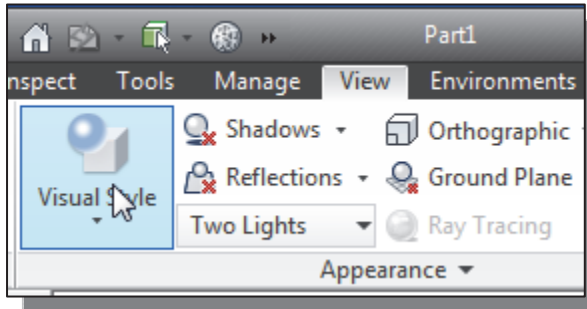 Part1
nspect Tools Manage View Environments
Shadows Orthographic
Visual Style Reflections Ground Plane
Two Lights Ray Tracing
Appearance